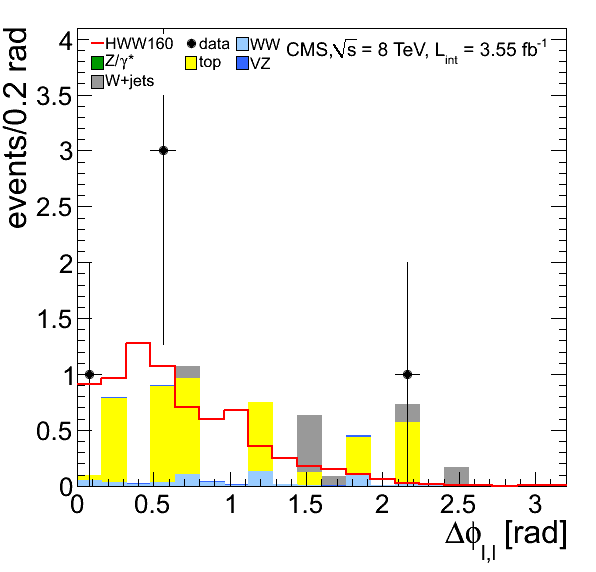 HWW160 data WW CMS,√s = 8 TeV, L_int = 3.55 fb⁻¹
Z/γ* top VZ
W+jets
events/0.2 rad
4
3.5
3
2.5
2
1.5
1
0.5
0
0 0.5 1 1.5 2 2.5 3
Δϕ_l,l [rad]